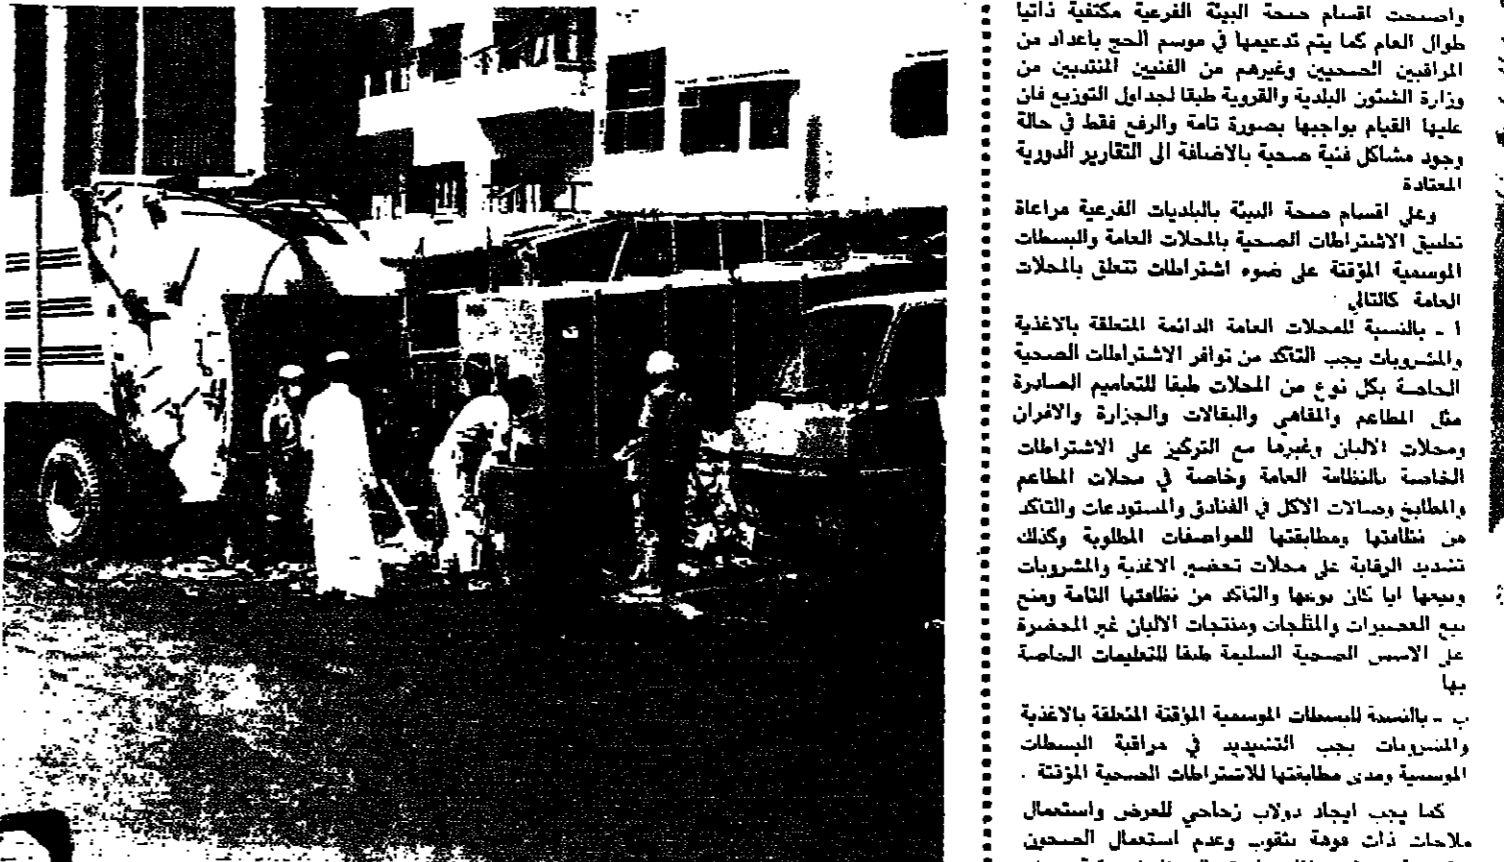 واصبحت اقسام صحة البيئة الفرعية مكتفية ذاتيا
طوال العام كما يتم تدعيمها في موسم الحج باعداد من
المراقبين الصحيين وغيرهم من الفنيين المنتدبين من
وزارة الشئون البلدية والقروية طبقا لجداول التوزيع فان
عليها القيام بواجبها بصورة تامة والرفع فقط في حالة
وجود مشاكل فنية صحية بالاضافة الى التقارير الدورية
المعتادة
وعلى اقسام صحة البيئة بالبلديات الفرعية مراعاة
تطبيق الاشتراطات الصحية بالمحلات العامة والبسطات
الموسمية المؤقتة على ضوء اشتراطات تتعلق بالمحلات
العامة كالتالي
أ - بالنسبة للمحلات العامة الدائمة المتعلقة بالاغذية
والمشروبات يجب التأكد من توافر الاشتراطات الصحية
الخاصة بكل نوع من المحلات طبقا للتعاميم الصادرة
مثل المطاعم والمقاهي والبقالات والجزارة والافران
ومحلات الالبان وغيرها مع التركيز على الاشتراطات
الخاصة بالنظافة العامة وخاصة في محلات المطاعم
والمطابخ وصالات الاكل في الفنادق والمستودعات والتاكد
من نظافتها ومطابقتها للمواصفات المطلوبة وكذلك
تشديد الرقابة على محلات تحضير الاغذية والمشروبات
وبيعها ايا كان نوعها والتاكد من نظافتها التامة ومنع
بيع العصيرات والمثلجات ومنتجات الالبان غير المحضرة
على الاسس الصحية السليمة طبقا للتعليمات الخاصة
بها
ب - بالنسبة للبسطات الموسمية المؤقتة المتعلقة بالاغذية
والمشروبات يجب التشديد في مراقبة البسطات
الموسمية ومدى مطابقتها للاشتراطات الصحية المؤقتة .
كما يجب ايجاد دولاب زجاجي للعرض واستعمال
ملاحات ذات فوهة بثقوب وعدم استعمال الصحون